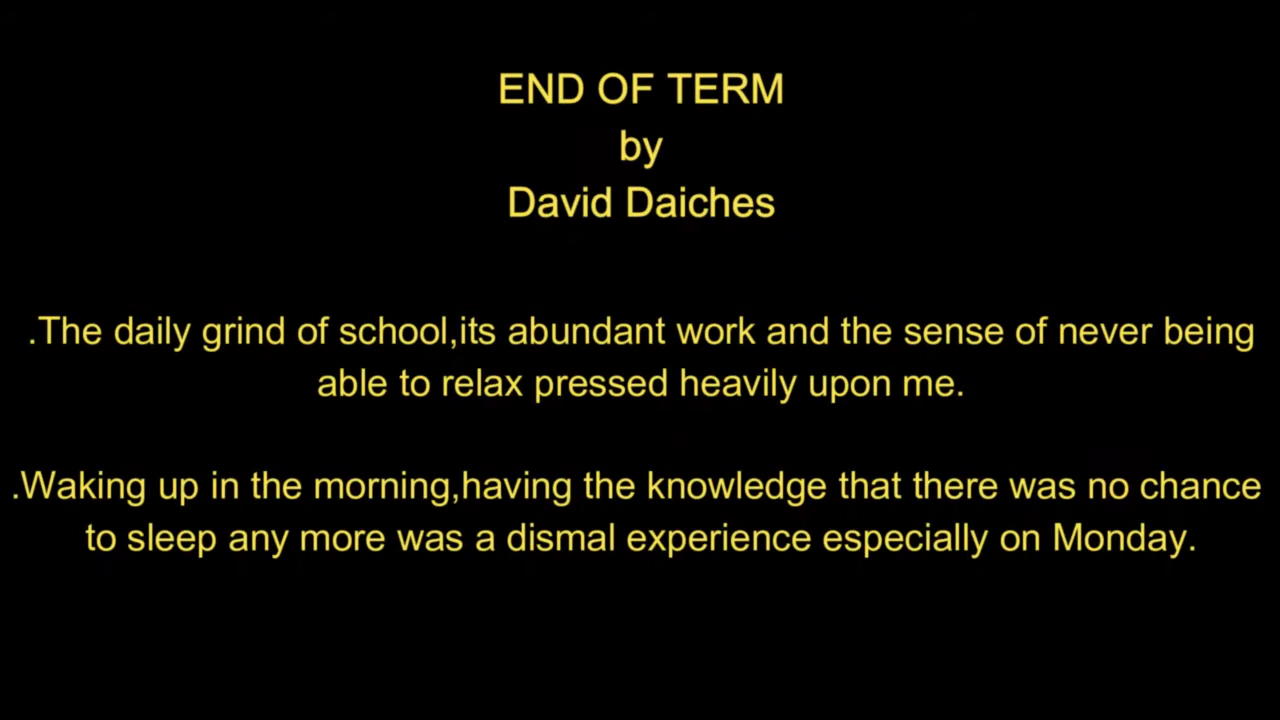 END OF TERM
by
David Daiches
.The daily grind of school,its abundant work and the sense of never being
able to relax pressed heavily upon me.
.Waking up in the morning,having the knowledge that there was no chance
to sleep any more was a dismal experience especially on Monday.